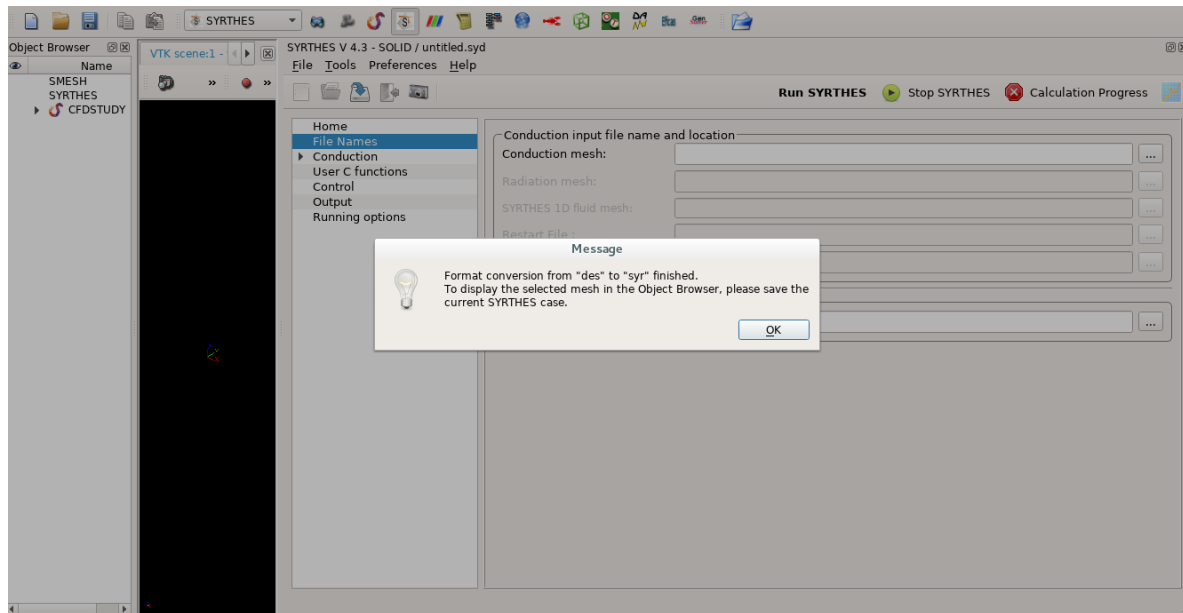 SYRTHES
Object Browser
VTK scene:1 -
SYRTHES V 4.3 - SOLID / untitled.syd
Name
File Tools Preferences Help
SMESH
SYRTHES
CFDSTUDY
»
»
Run SYRTHES
Stop SYRTHES
Calculation Progress
Home
File Names
Conduction
User C functions
Control
Output
Running options
Conduction input file name and location
Conduction mesh:
...
Radiation mesh:
...
SYRTHES 1D fluid mesh:
...
Restart File :
...
...
...
Message
Format conversion from "des" to "syr" finished.
To display the selected mesh in the Object Browser, please save the
current SYRTHES case.
OK